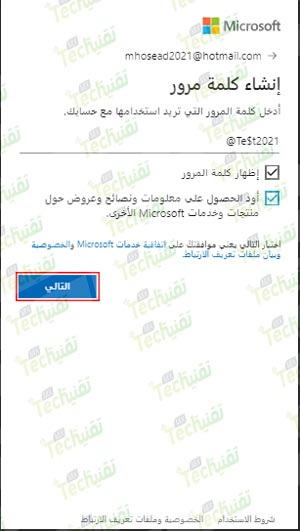 Microsoft
mhosead2021@hotmail.com
إنشاء كلمة مرور
أدخل كلمة المرور التي تريد استخدامها مع حسابك.
@Te$t2021
إظهار كلمة المرور
أود الحصول على معلومات ونصائح وعروض حول
منتجات وخدمات Microsoft الأخرى.
اختيار التالي يعني موافقتك على اتفاقية خدمات Microsoft والخصوصية
وبيان ملفات تعريف الارتباط.
التالي
شروط الاستخدام الخصوصية وملفات تعريف الارتباط
تقنيتك
Techنيتك